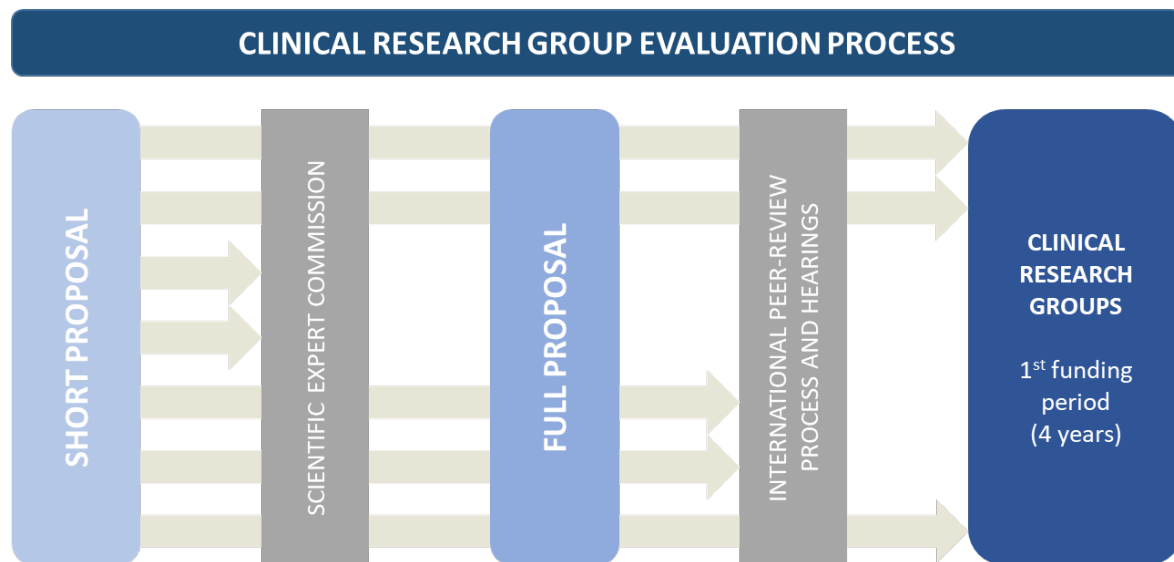 CLINICAL RESEARCH GROUP EVALUATION PROCESS
SHORT PROPOSAL
SCIENTIFIC EXPERT COMMISSION
FULL PROPOSAL
INTERNATIONAL PEER-REVIEW
PROCESS AND HEARINGS
CLINICAL
RESEARCH
GROUPS
1st funding
period
(4 years)